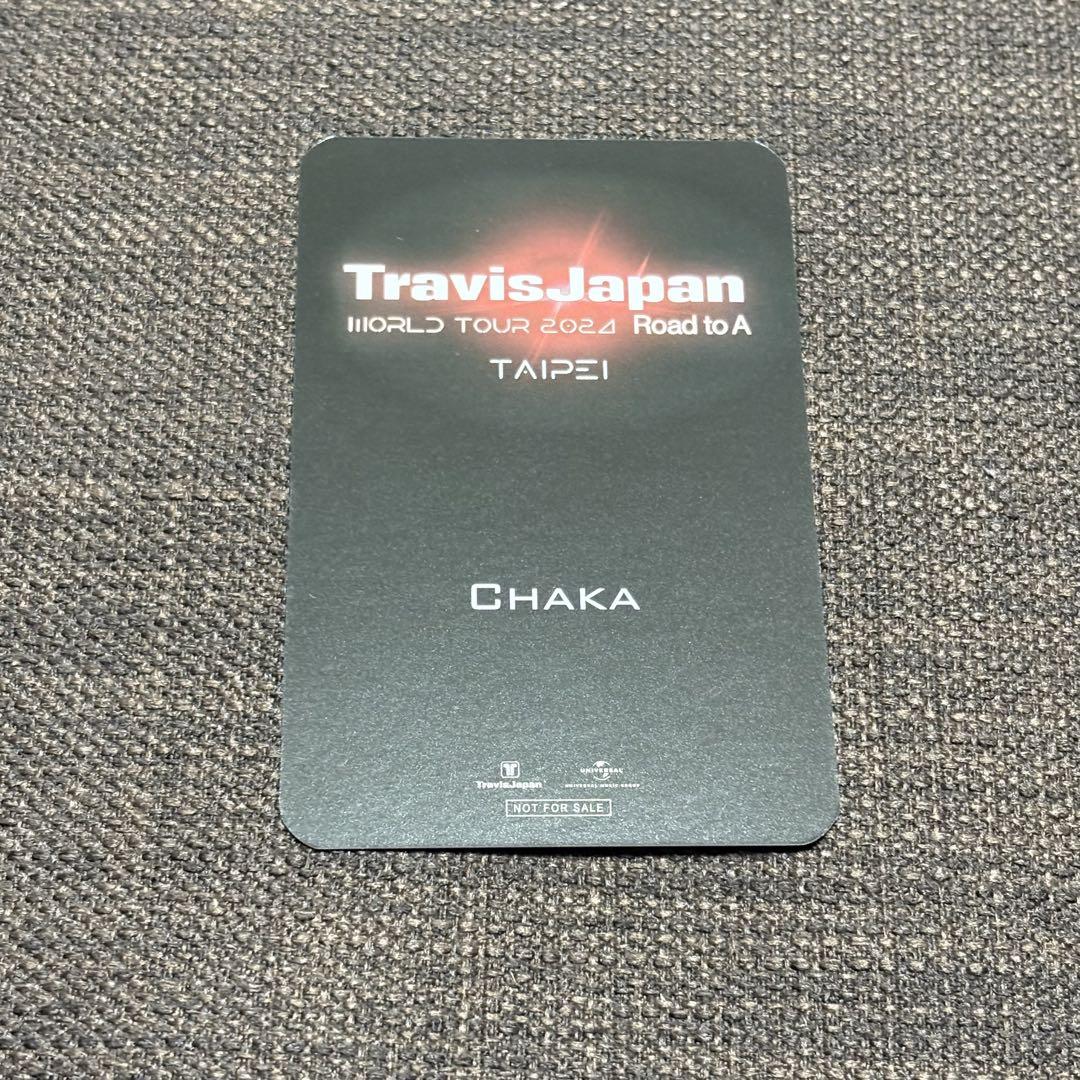 TravisJapan
WORLD TOUR 2024 Road to A
TAIPEI
CHAKA
TravisJapan
UNIVERSAL
UNIVERSAL MUSIC GROUP
NOT FOR SALE